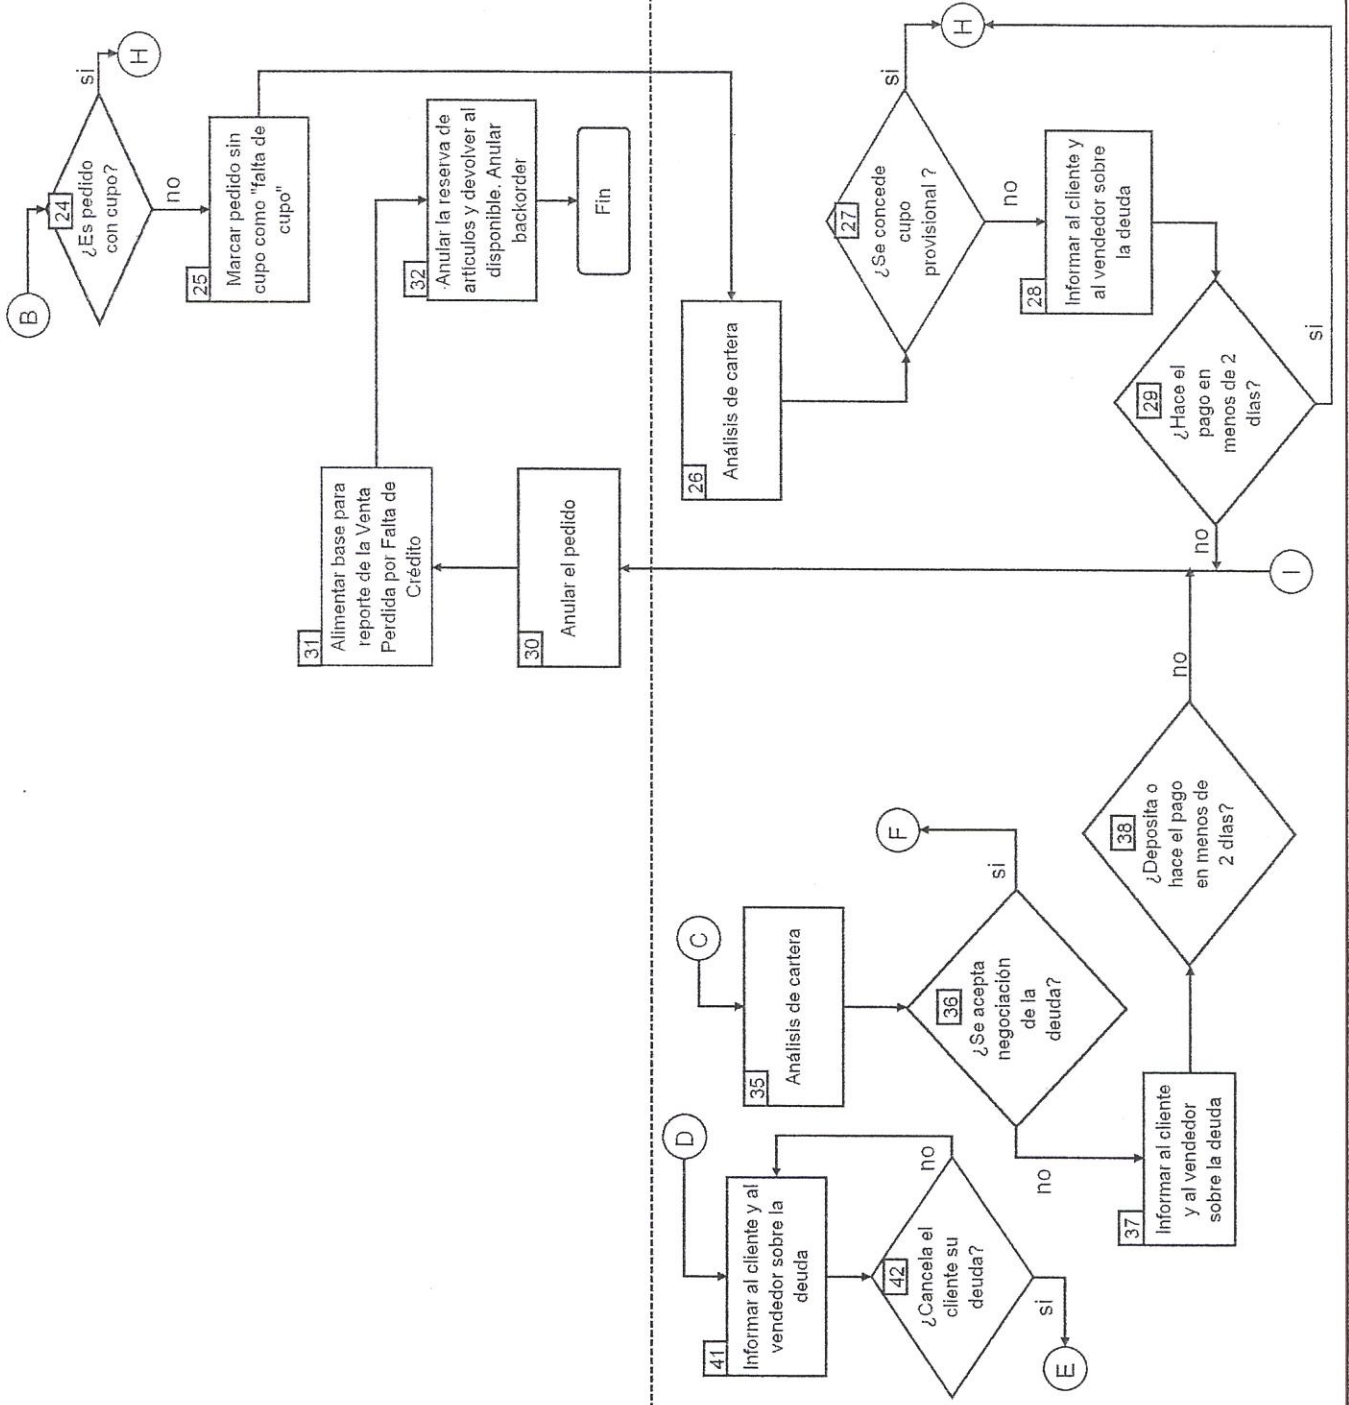 B
24
¿Es pedido
con cupo?
si
H
no
25
Marcar pedido sin
cupo como "falta de
cupo"
31
Alimentar base para
reporte de la Venta
Perdida por Falta de
Crédito
32
Anular la reserva de
articulos y devolver al
disponible. Anular
backorder
30
Anular el pedido
Fin
D
41
Informar al cliente y al
vendedor sobre la
deuda
42
¿Cancela el
cliente su
deuda?
no
si
E
C
35
Análisis de cartera
36
¿Se acepta
negociación
de la
deuda?
si
F
no
37
Informar al cliente
y al vendedor
sobre la deuda
38
¿Deposita o
hace el pago
en menos de
2 días?
no
26
Análisis de cartera
27
¿Se concede
cupo
provisional ?
si
H
no
28
Informar al cliente y
al vendedor sobre
la deuda
29
¿Hace el
pago en
menos de 2
días?
no
si
I